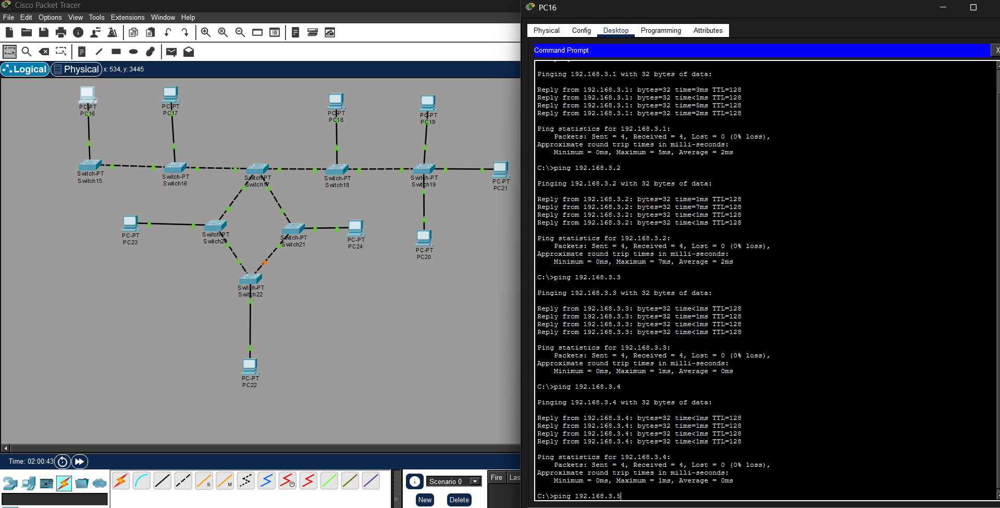 Cisco Packet Tracer
File Edit Options View Tools Extensions Window Help
Logical Physical x: 534, y: 3445
PC-PT
PC16
PC-PT
PC17
PC-PT
PC18
PC-PT
PC19
Switch-PT
Switch15
Switch-PT
Switch16
Switch-PT
Switch17
Switch-PT
Switch18
Switch-PT
Switch19
PC-PT
PC21
PC-PT
PC23
Switch-PT
Switch20
Switch-PT
Switch21
PC-PT
PC24
PC-PT
PC20
Switch-PT
Switch22
PC-PT
PC22
Time: 02:00:43
S
M
Scenario 0
New Delete
Fire Las
PC16
Physical Config Desktop Programming Attributes
Command Prompt
X
Pinging 192.168.3.1 with 32 bytes of data:
Reply from 192.168.3.1: bytes=32 time=3ms TTL=128
Reply from 192.168.3.1: bytes=32 time<1ms TTL=128
Reply from 192.168.3.1: bytes=32 time=5ms TTL=128
Reply from 192.168.3.1: bytes=32 time=2ms TTL=128
Ping statistics for 192.168.3.1:
Packets: Sent = 4, Received = 4, Lost = 0 (0% loss),
Approximate round trip times in milli-seconds:
Minimum = 0ms, Maximum = 5ms, Average = 2ms
C:\>ping 192.168.3.2
Pinging 192.168.3.2 with 32 bytes of data:
Reply from 192.168.3.2: bytes=32 time=1ms TTL=128
Reply from 192.168.3.2: bytes=32 time=7ms TTL=128
Reply from 192.168.3.2: bytes=32 time<1ms TTL=128
Reply from 192.168.3.2: bytes=32 time<1ms TTL=128
Ping statistics for 192.168.3.2:
Packets: Sent = 4, Received = 4, Lost = 0 (0% loss),
Approximate round trip times in milli-seconds:
Minimum = 0ms, Maximum = 7ms, Average = 2ms
C:\>ping 192.168.3.3
Pinging 192.168.3.3 with 32 bytes of data:
Reply from 192.168.3.3: bytes=32 time<1ms TTL=128
Reply from 192.168.3.3: bytes=32 time=1ms TTL=128
Reply from 192.168.3.3: bytes=32 time<1ms TTL=128
Reply from 192.168.3.3: bytes=32 time<1ms TTL=128
Ping statistics for 192.168.3.3:
Packets: Sent = 4, Received = 4, Lost = 0 (0% loss),
Approximate round trip times in milli-seconds:
Minimum = 0ms, Maximum = 1ms, Average = 0ms
C:\>ping 192.168.3.4
Pinging 192.168.3.4 with 32 bytes of data:
Reply from 192.168.3.4: bytes=32 time<1ms TTL=128
Reply from 192.168.3.4: bytes=32 time=1ms TTL=128
Reply from 192.168.3.4: bytes=32 time<1ms TTL=128
Reply from 192.168.3.4: bytes=32 time<1ms TTL=128
Ping statistics for 192.168.3.4:
Packets: Sent = 4, Received = 4, Lost = 0 (0% loss),
Approximate round trip times in milli-seconds:
Minimum = 0ms, Maximum = 1ms, Average = 0ms
C:\>ping 192.168.3.5